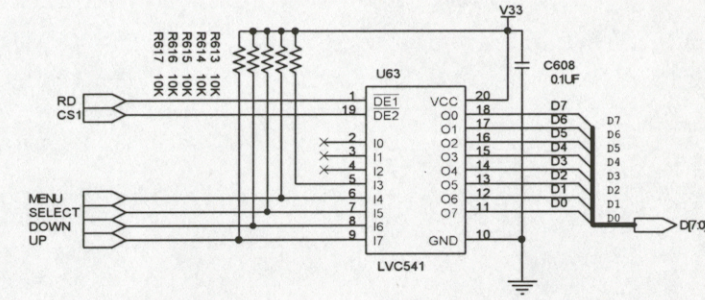 V33
R613 10K
R614 10K
R615 10K
R616 10K
R617 10K
C608
0.1UF
U63
RD
CS1
1
19
DE1
DE2
VCC
20
O0
18
D7
O1
17
D6
O2
16
D5
O3
15
D4
O4
14
D3
O5
13
D2
O6
12
D1
O7
11
D0
2
I0
3
I1
4
I2
5
I3
MENU
6
I4
SELECT
7
I5
DOWN
8
I6
UP
9
I7
GND
10
LVC541
D7
D6
D5
D4
D3
D2
D1
D0
D[7:0]